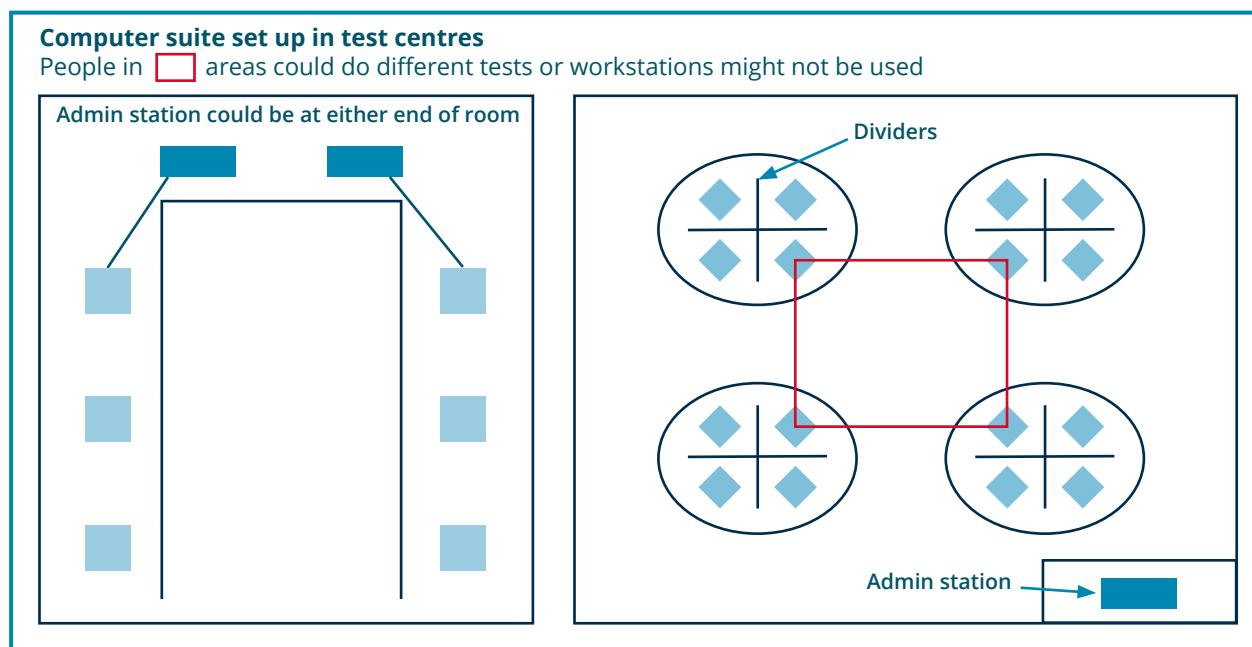 Computer suite set up in test centres
People in areas could do different tests or workstations might not be used
Admin station could be at either end of room
Dividers
Admin station